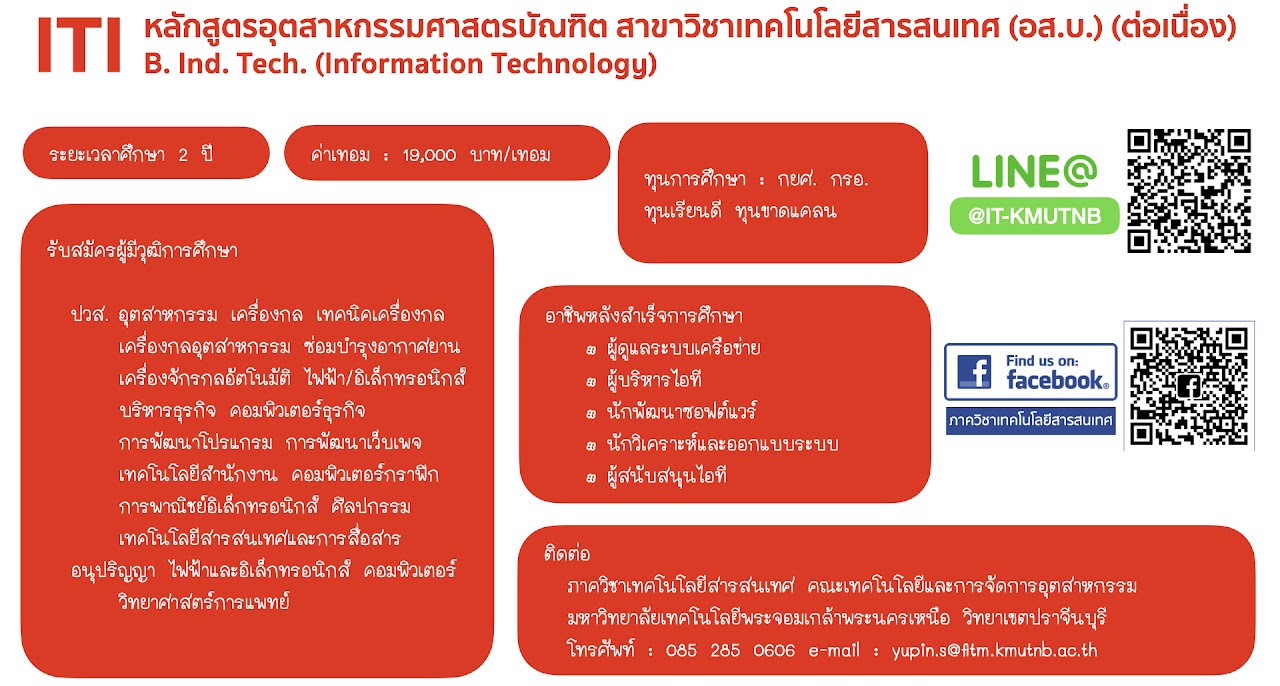 ITI
หลักสูตรอุตสาหกรรมศาสตรบัณฑิต สาขาวิชาเทคโนโลยีสารสนเทศ (อส.บ.) (ต่อเนื่อง)
B. Ind. Tech. (Information Technology)
ระยะเวลาศึกษา 2 ปี
ค่าเทอม : 19,000 บาท/เทอม
ทุนการศึกษา : กยศ. กรอ.
ทุนเรียนดี ทุนขาดแคลน
LINE@
@IT-KMUTNB
รับสมัครผู้มีวุฒิการศึกษา
ปวส. อุตสาหกรรม เครื่องกล เทคนิคเครื่องกล
เครื่องกลอุตสาหกรรม ซ่อมบำรุงอากาศยาน
เครื่องจักรกลอัตโนมัติ ไฟฟ้า/อิเล็กทรอนิกส์
บริหารธุรกิจ คอมพิวเตอร์ธุรกิจ
การพัฒนาโปรแกรม การพัฒนาเว็บเพจ
เทคโนโลยีสำนักงาน คอมพิวเตอร์กราฟิก
การพาณิชย์อิเล็กทรอนิกส์ ศิลปกรรม
เทคโนโลยีสารสนเทศและการสื่อสาร
อนุปริญญา ไฟฟ้าและอิเล็กทรอนิกส์ คอมพิวเตอร์
วิทยาศาสตร์การแพทย์
อาชีพหลังสำเร็จการศึกษา
๏ ผู้ดูแลระบบเครือข่าย
๏ ผู้บริหารไอที
๏ นักพัฒนาซอฟต์แวร์
๏ นักวิเคราะห์และออกแบบระบบ
๏ ผู้สนับสนุนไอที
Find us on:
facebook®
ภาควิชาเทคโนโลยีสารสนเทศ
ติดต่อ
ภาควิชาเทคโนโลยีสารสนเทศ คณะเทคโนโลยีและการจัดการอุตสาหกรรม
มหาวิทยาลัยเทคโนโลยีพระจอมเกล้าพระนครเหนือ วิทยาเขตปราจีนบุรี
โทรศัพท์ : 085 285 0606 e-mail : yupin.s@fitm.kmutnb.ac.th